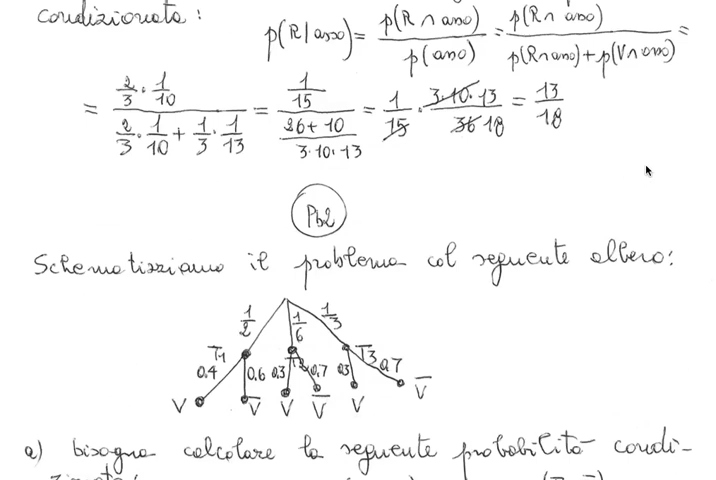 condizionata:
p(R|asso) = p(R∩asso)/p(asso) = p(R∩asso)/(p(R∩asso)+p(V∩asso)) =
= (2/3 · 1/10)/(2/3 · 1/10 + 1/3 · 1/13) = (1/15)/((26+10)/(3·10·13)) = 1/15 · (3·10·13)/(36 18) = 13/18
Pb2
Schematizziamo il problema col seguente albero:
1/2 1/6 1/3
T1 T2 T3
0.4 0.6 0.3 0.7 0.3 0.7
V V̅ V V̅ V V̅
a) bisogna calcolare la seguente probabilità condi-